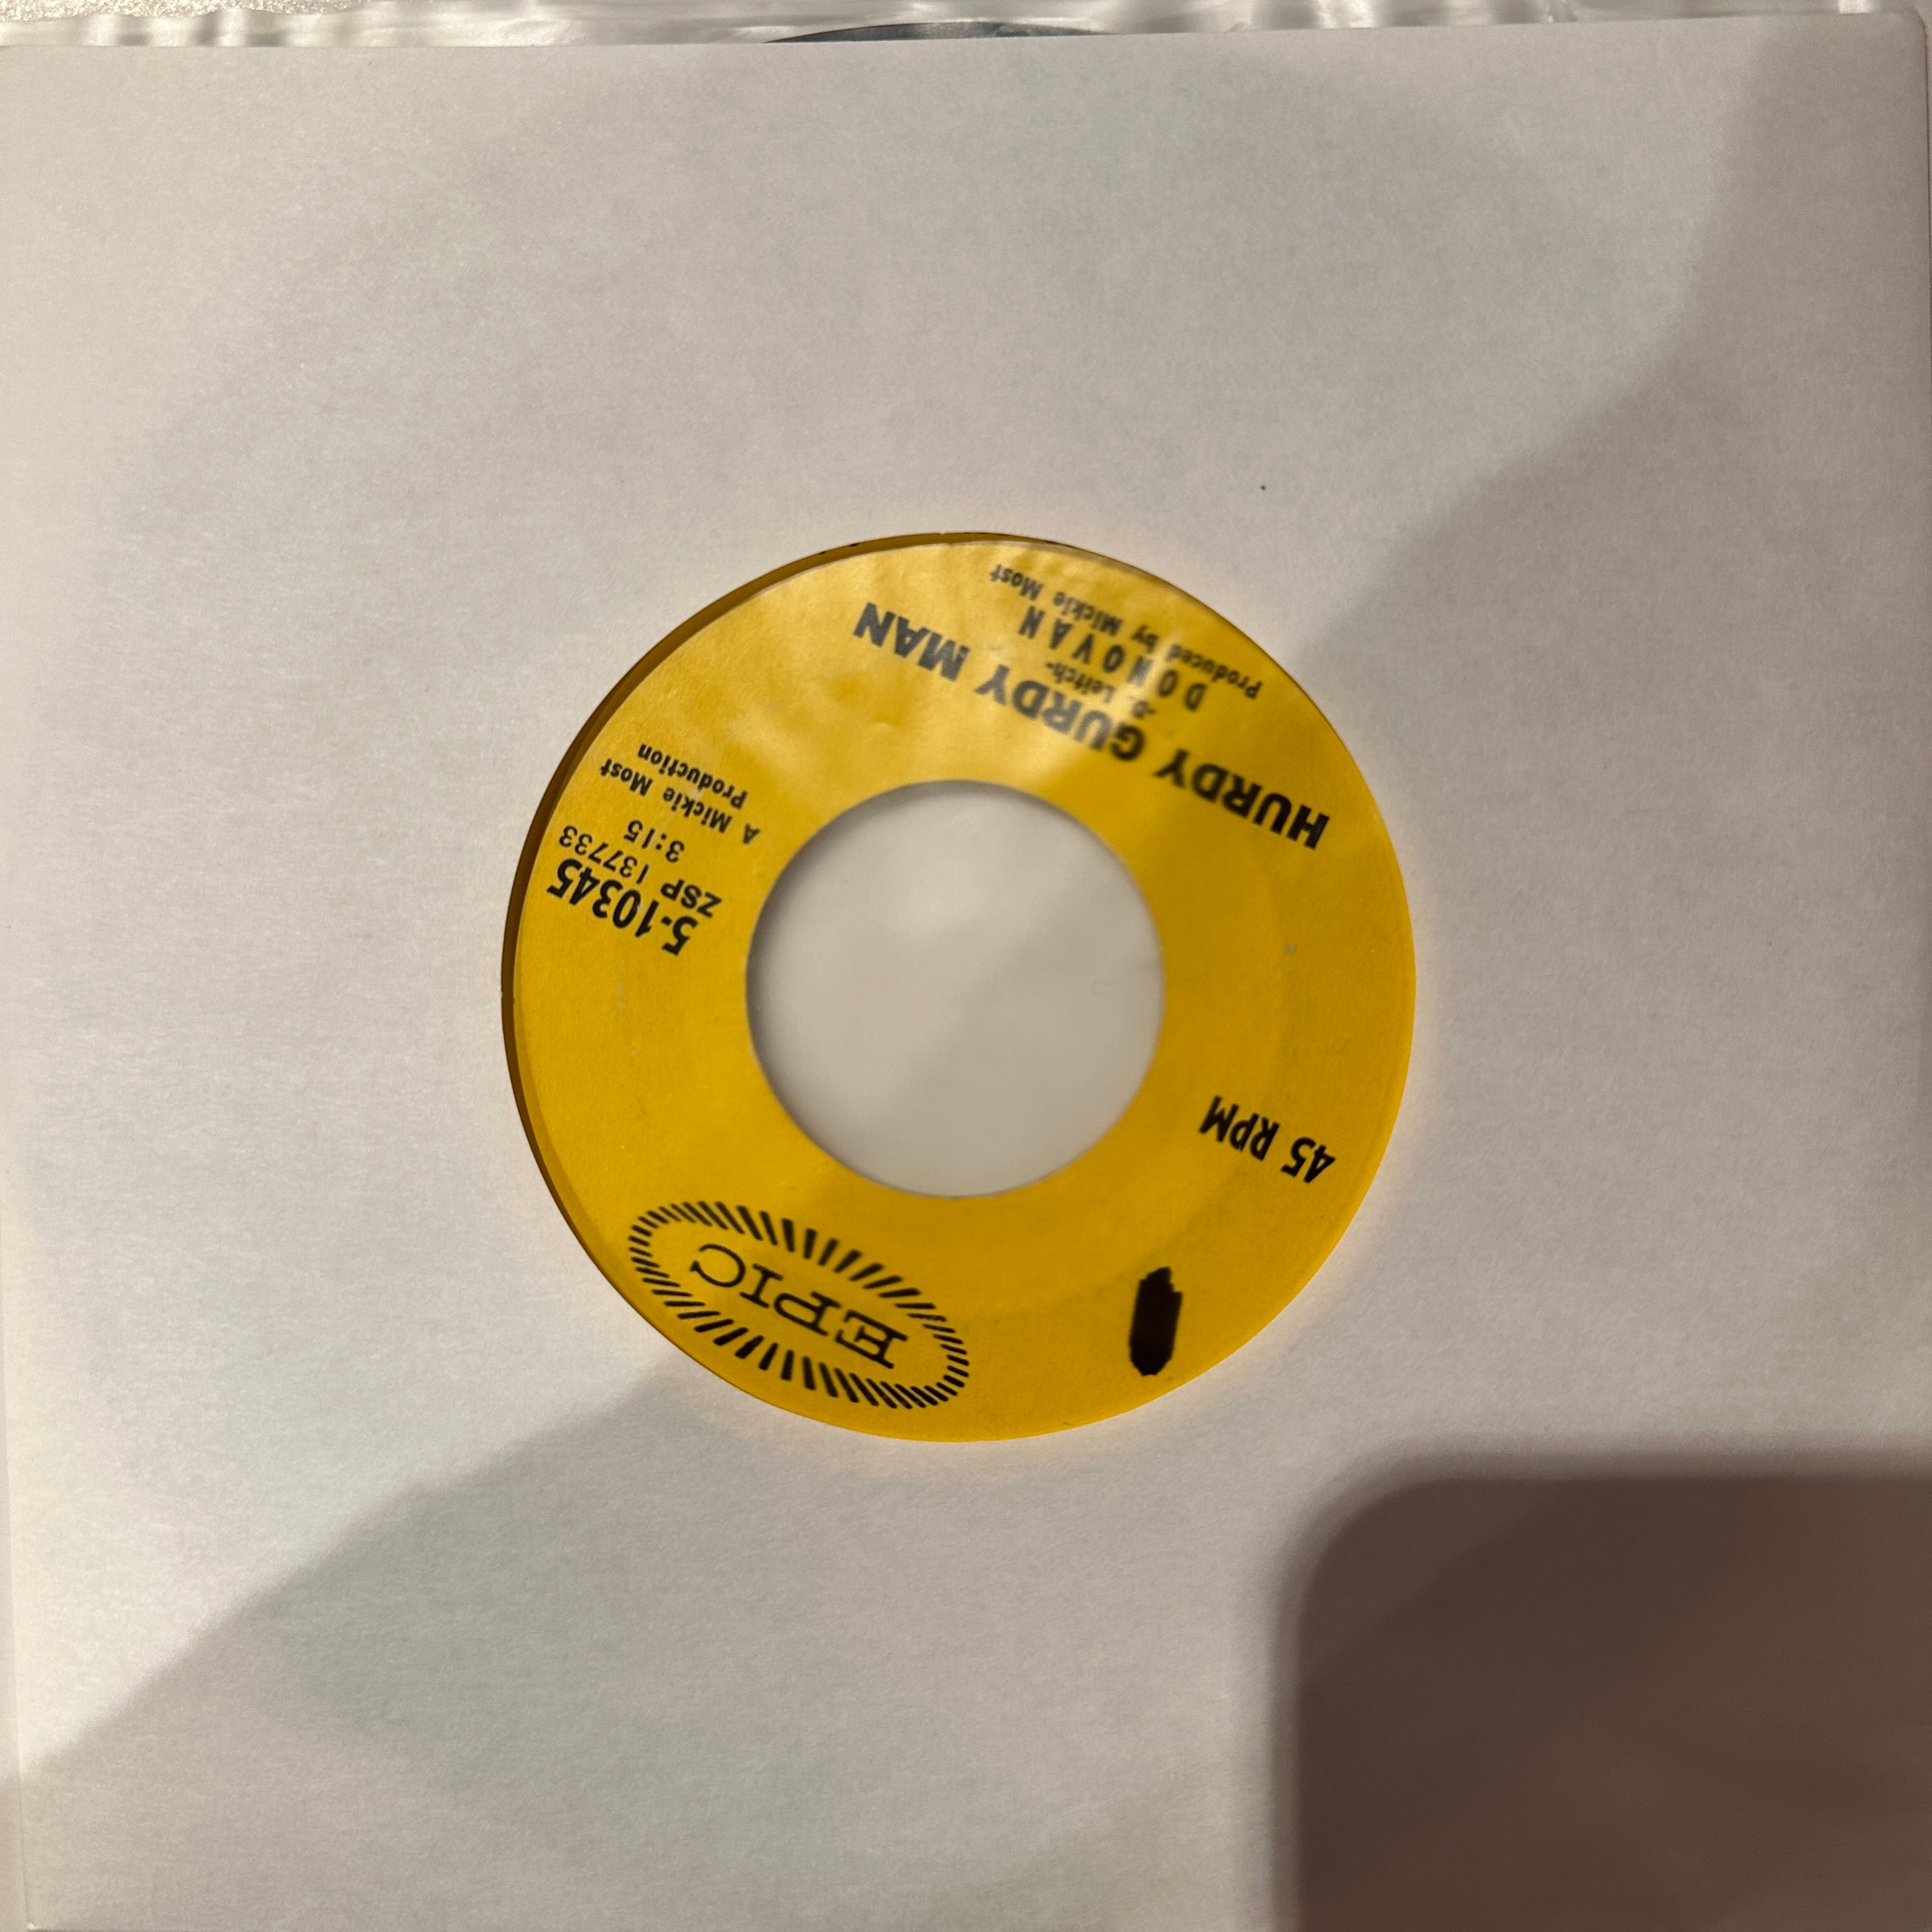 EPIC
45 RPM
5-10345
ZSP 137733
3:15
A Mickie Most
Production
HURDY GURDY MAN
-D. Leitch-
DONOVAN
Produced by Mickie Most